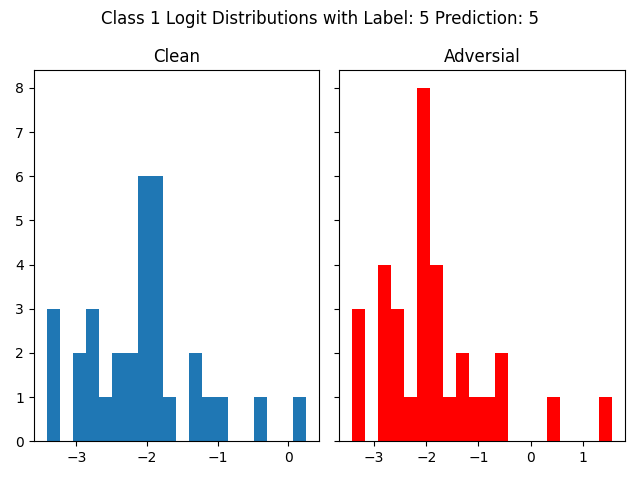 Class 1 Logit Distributions with Label: 5 Prediction: 5
Clean
Adversial
8
7
6
5
4
3
2
1
0
−3 −2 −1 0
−3 −2 −1 0 1